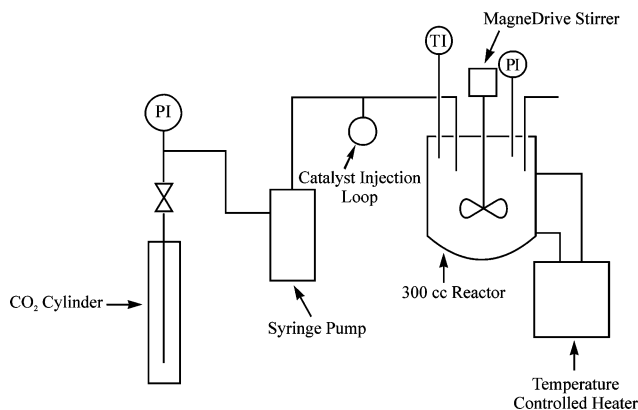 MagneDrive Stirrer
TI
PI
PI
Catalyst Injection
Loop
300 cc Reactor
CO₂ Cylinder
Syringe Pump
Temperature
Controlled Heater